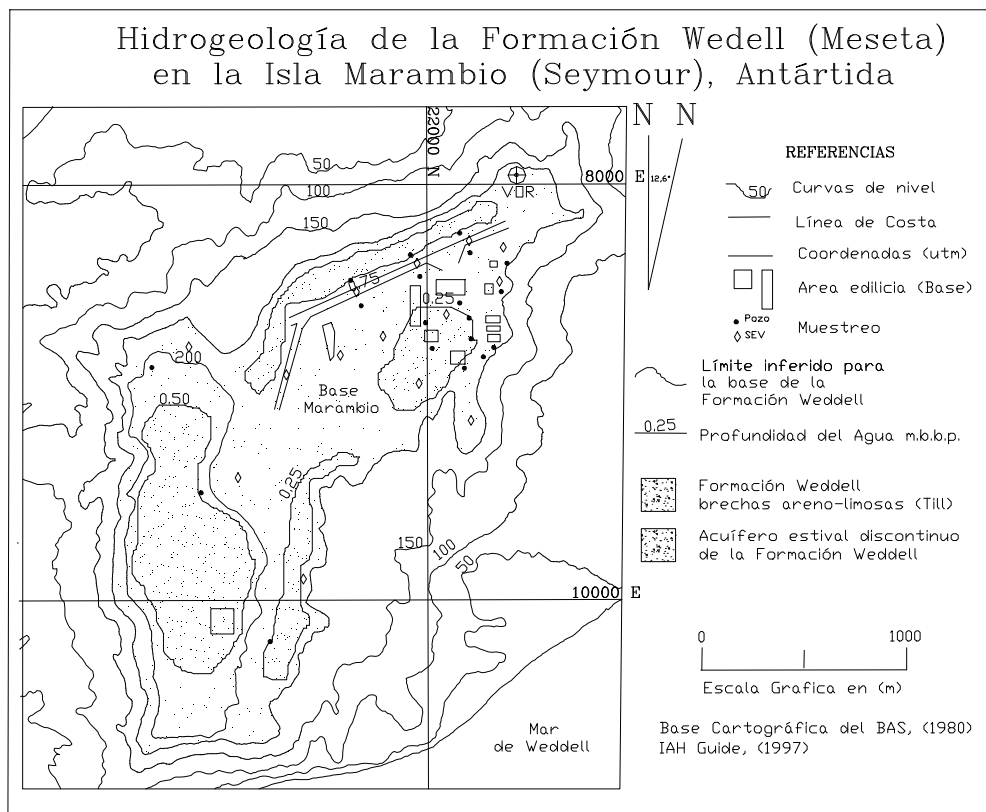 Hidrogeología de la Formación Wedell (Meseta)
en la Isla Marambio (Seymour), Antártida
N N
22000 N
50
100
150
8000 E
12,6°
VOR
REFERENCIAS
50
Curvas de nivel
Línea de Costa
Coordenadas (utm)
Area edilicia (Base)
Pozo
SEV
Muestreo
Límite inferido para
la base de la
Formación Weddell
0,25
Profundidad del Agua m.b.b.p.
Formación Weddell
brechas areno-limosas (Till)
Acuífero estival discontinuo
de la Formación Weddell
.75
0.25
200
0.50
Base
Marambio
0.25
150
100
50
10000 E
0
1000
Escala Grafica en (m)
Mar
de Weddell
Base Cartográfica del BAS, (1980)
IAH Guide, (1997)